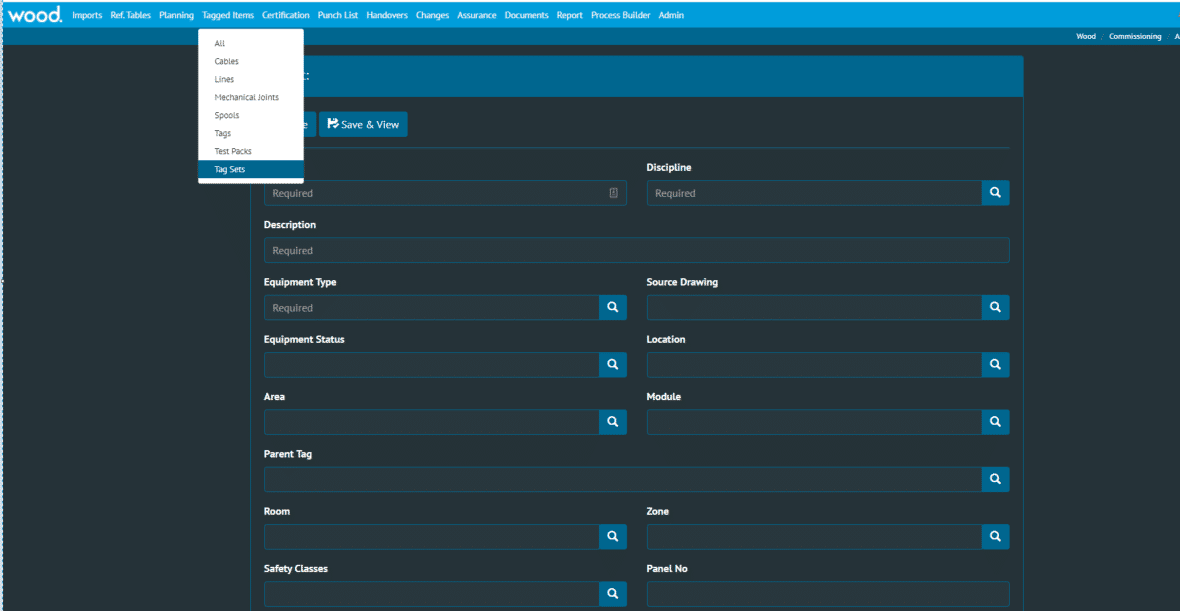 wood. Imports Ref. Tables Planning Tagged Items Certification Punch List Handovers Changes Assurance Documents Report Process Builder Admin
Wood / Commissioning /
All
Cables
Lines
Mechanical Joints
Spools
Tags
Test Packs
Tag Sets
Save & View
Discipline
Required Required
Description
Required
Equipment Type Source Drawing
Required
Equipment Status Location
Area Module
Parent Tag
Room Zone
Safety Classes Panel No